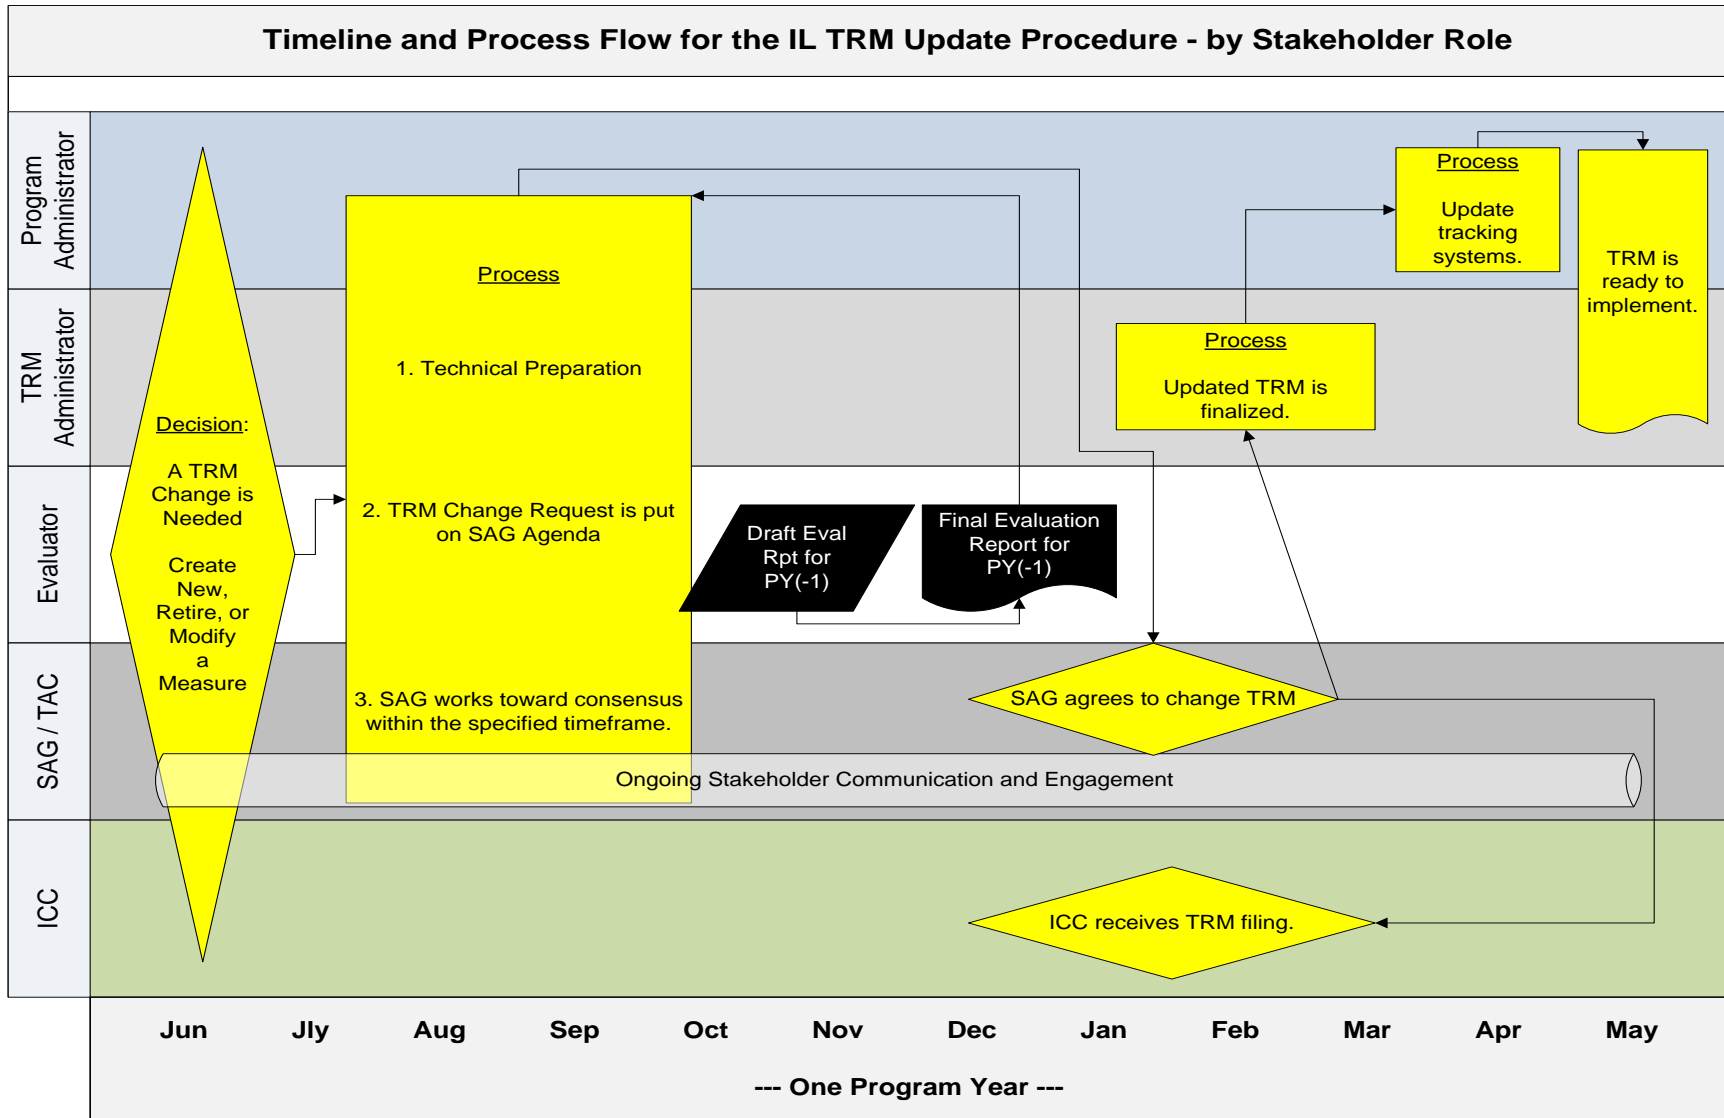 Timeline and Process Flow for the IL TRM Update Procedure - by Stakeholder Role
Program
Administrator
TRM
Administrator
Evaluator
SAG / TAC
ICC
Decision:
A TRM
Change is
Needed
Create
New,
Retire, or
Modify
a
Measure
Process
1. Technical Preparation
2. TRM Change Request is put
on SAG Agenda
3. SAG works toward consensus
within the specified timeframe.
Draft Eval
Rpt for
PY(-1)
Final Evaluation
Report for
PY(-1)
SAG agrees to change TRM
Process
Updated TRM is
finalized.
Process
Update
tracking
systems.
TRM is
ready to
implement.
Ongoing Stakeholder Communication and Engagement
ICC receives TRM filing.
Jun Jly Aug Sep Oct Nov Dec Jan Feb Mar Apr May
--- One Program Year ---